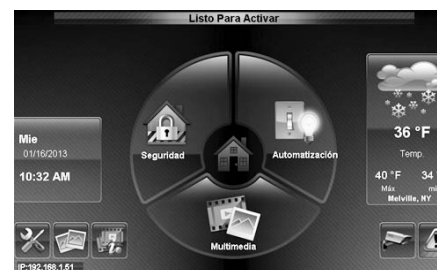 Listo Para Activar
Mie
01/16/2013
10:32 AM
Seguridad
Automatización
Multimedia
36 °F
Temp.
40 °F 34
Máx mí
Melville, NY
IP:192.168.1.51